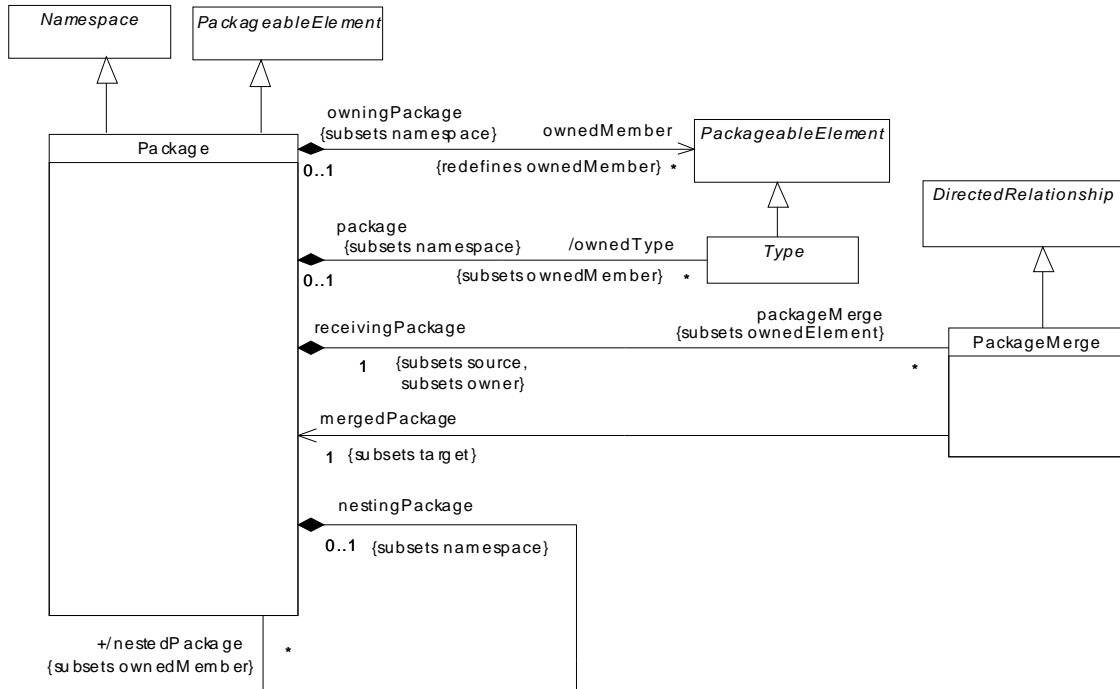 Namespace
PackageableElement
owningPackage
{subsets namespace}
ownedMember
PackageableElement
Package
0..1
{redefines ownedMember} *
DirectedRelationship
package
{subsets namespace}
/ownedType
Type
0..1
{subsets ownedMember} *
packageMerge
receivingPackage
{subsets ownedElement}
PackageMerge
1
{subsets source,
subsets owner}
*
mergedPackage
1 {subsets target}
nestingPackage
0..1 {subsets namespace}
+/nestedPackage
*
{subsets ownedMember}